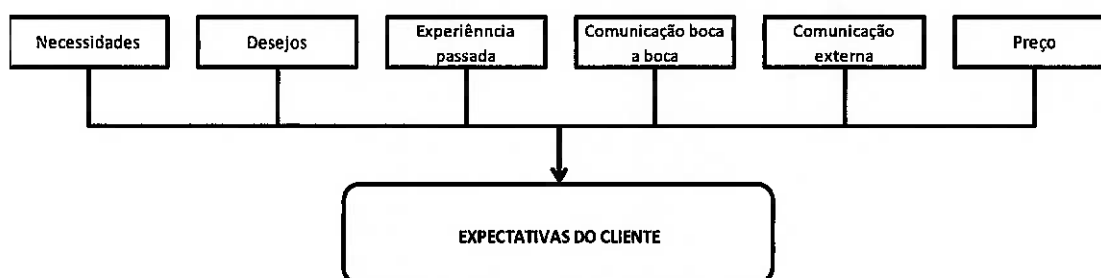 Necessidades
Desejos
Experiênncia
passada
Comunicação boca
a boca
Comunicação
externa
Preço
EXPECTATIVAS DO CLIENTE